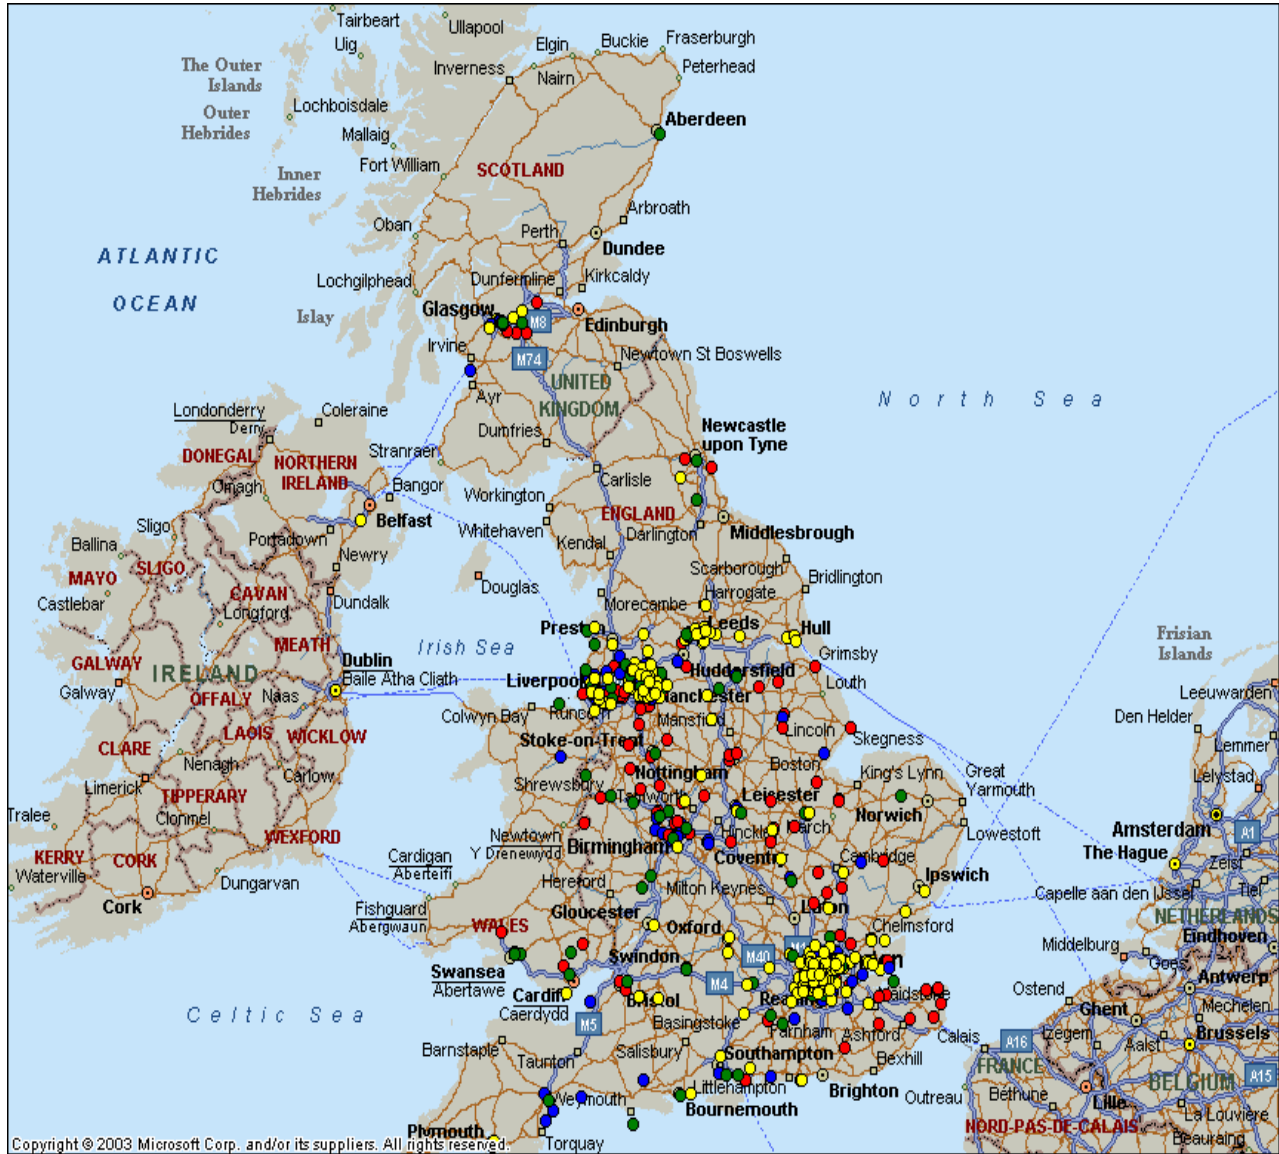 Tairbeart
Ullapool
Uig
Elgin
Buckie
Fraserburgh
The Outer
Islands
Inverness
Nairn
Peterhead
Outer
Hebrides
Lochboisdale
Aberdeen
Mallaig
Fort William
SCOTLAND
Inner
Hebrides
Arbroath
Oban
Perth
Dundee
ATLANTIC
OCEAN
Lochgilphead
Dunfermline
Kirkcaldy
Islay
Glasgow
M8
Edinburgh
Irvine
M74
Newtown St Boswells
UNITED
KINGDOM
Ayr
North Sea
Londonderry
Derry
Coleraine
Dumfries
Newcastle
upon Tyne
DONEGAL
NORTHERN
IRELAND
Stranraer
Carlisle
Omagh
Bangor
Workington
ENGLAND
Belfast
Whitehaven
Sligo
Portadown
Darlington
Middlesbrough
Ballina
Newry
Kendal
MAYO
SLIGO
Scarborough
Bridlington
Castlebar
CAVAN
Douglas
Harrogate
Longford
Dundalk
Morecambe
Preston
Leeds
Hull
MEATH
Irish Sea
Grimsby
Frisian
Islands
GALWAY
IRELAND
Dublin
Baile Atha Cliath
Liverpool
Huddersfield
Louth
Galway
OFFALY
Naas
Manchester
Leeuwarden
Colwyn Bay
Runcorn
Mansfield
Den Helder
CLARE
LAOIS
WICKLOW
Stoke-on-Trent
Lincoln
Skegness
Lemmer
Nenagh
Carlow
Shrewsbury
Nottingham
Boston
King's Lynn
Great
Yarmouth
Lelystad
Limerick
TIPPERARY
Tamworth
Leicester
Norwich
Tralee
Clonmel
WEXFORD
Newtown
Y Drenewydd
Birmingham
Hinckley
March
Lowestoft
Amsterdam
A1
KERRY
CORK
Cardigan
Aberteifi
Coventry
Cambridge
The Hague
Zeist
Waterville
Dungarvan
Hereford
Milton Keynes
Ipswich
Capelle aan den IJssel
Tiel
Cork
Fishguard
Abergwaun
Gloucester
Luton
Chelmsford
NETHERLANDS
WALES
Oxford
M1
Middelburg
Eindhoven
Swansea
Abertawe
Swindon
M40
London
Goes
Antwerp
Cardiff
Caerdydd
Bristol
M4
Reading
Maidstone
Ostend
Ghent
Mechelen
Celtic Sea
M5
Basingstoke
Farnham
Ashford
Calais
A16
Izegem
Aalst
Brussels
Barnstaple
Taunton
Salisbury
Southampton
Bexhill
FRANCE
BELGIUM
A15
Weymouth
Littlehampton
Brighton
Outreau
Béthune
Lille
Bournemouth
La Louvière
Plymouth
Torquay
NORD-PAS-DE-CALAIS
Beauraing
Copyright © 2003 Microsoft Corp. and/or its suppliers. All rights reserved.